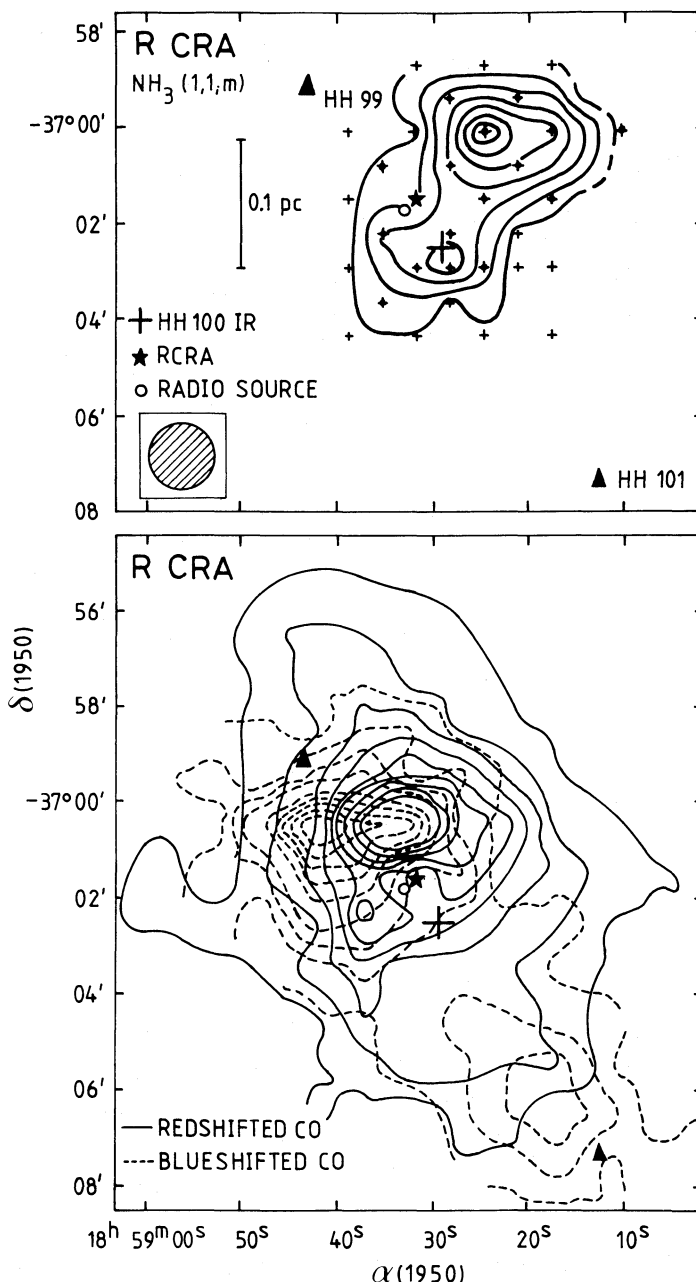 58'
R CRA
NH₃ (1,1;m)
HH 99
-37° 00'
0.1 pc
02'
04'
HH 100 IR
RCRA
RADIO SOURCE
06'
HH 101
08
R CRA
56'
58'
-37° 00'
02'
04'
06'
08'
δ(1950)
REDSHIFTED CO
BLUESHIFTED CO
18ʰ 59ᵐ 00ˢ
50ˢ
40ˢ
30ˢ
20ˢ
10ˢ
α(1950)